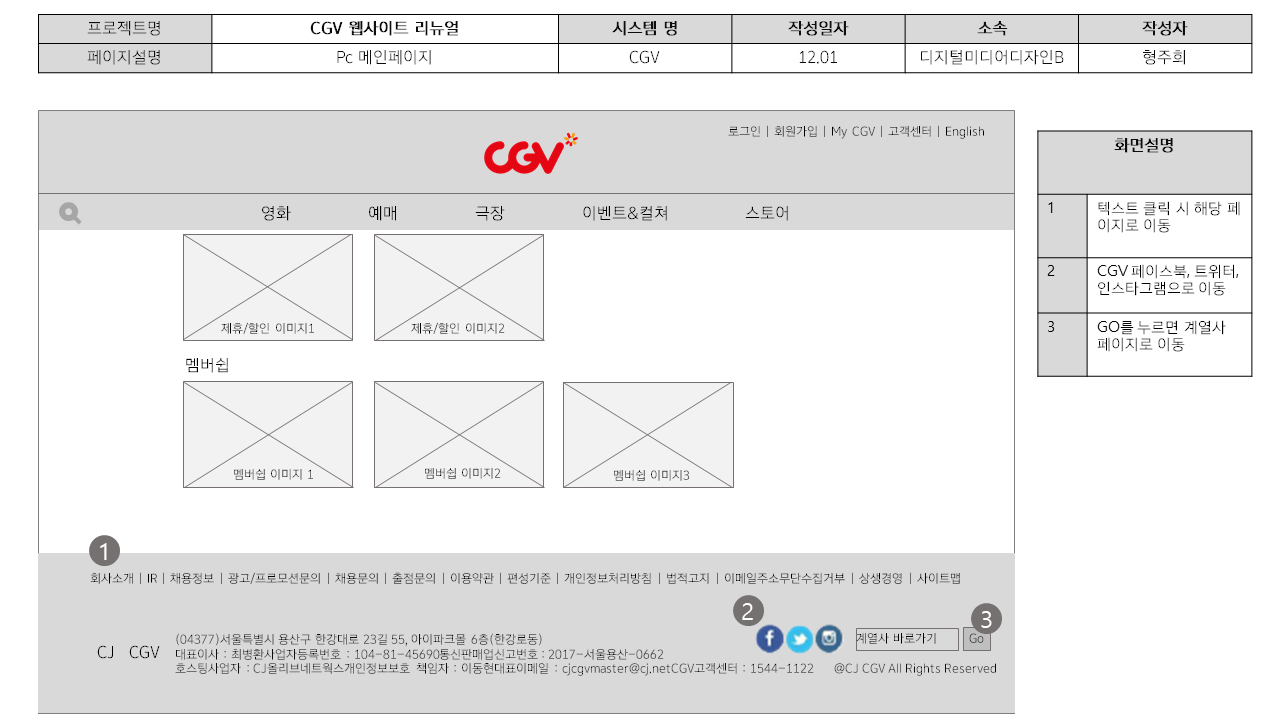 프로젝트명 CGV 웹사이트 리뉴얼 시스템 명 작성일자 소속 작성자
페이지설명 Pc 메인페이지 CGV 12.01 디지털미디어디자인B 형주희
로그인 | 회원가입 | My CGV | 고객센터 | English
CGV
영화 예매 극장 이벤트&컬쳐 스토어
제휴/할인 이미지1 제휴/할인 이미지2
멤버쉽
멤버쉽 이미지 1 멤버쉽 이미지2 멤버쉽 이미지3
1
회사소개 | IR | 채용정보 | 광고/프로모션문의 | 채용문의 | 출점문의 | 이용약관 | 편성기준 | 개인정보처리방침 | 법적고지 | 이메일주소무단수집거부 | 상생경영 | 사이트맵
2 3
계열사 바로가기 Go
CJ CGV
(04377)서울특별시 용산구 한강대로 23길 55, 아이파크몰 6층(한강로동)
대표이사 : 최병환사업자등록번호 : 104-81-45690통신판매업신고번호 : 2017-서울용산-0662
호스팅사업자 : CJ올리브네트웍스개인정보보호 책임자 : 이동현대표이메일 : cjcgvmaster@cj.netCGV고객센터 : 1544-1122 @CJ CGV All Rights Reserved
화면설명
1 텍스트 클릭 시 해당 페
이지로 이동
2 CGV 페이스북, 트위터,
인스타그램으로 이동
3 GO를 누르면 계열사
페이지로 이동